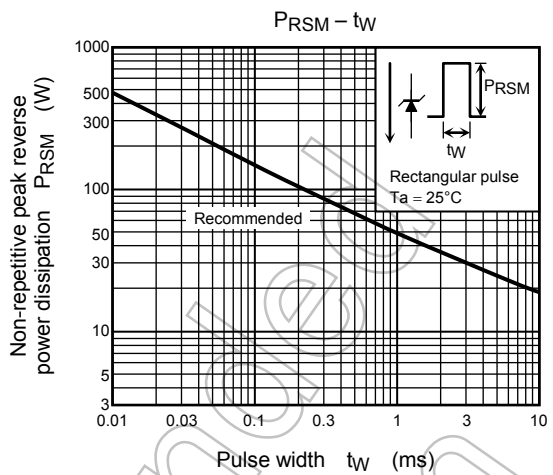 PRSM – tW
Non-repetitive peak reverse
power dissipation PRSM (W)
1000
500
300
100
50
30
10
5
3
0.01
0.03
0.1
0.3
1
3
10
Pulse width tW (ms)
PRSM
tW
Rectangular pulse
Ta = 25°C
Recommended